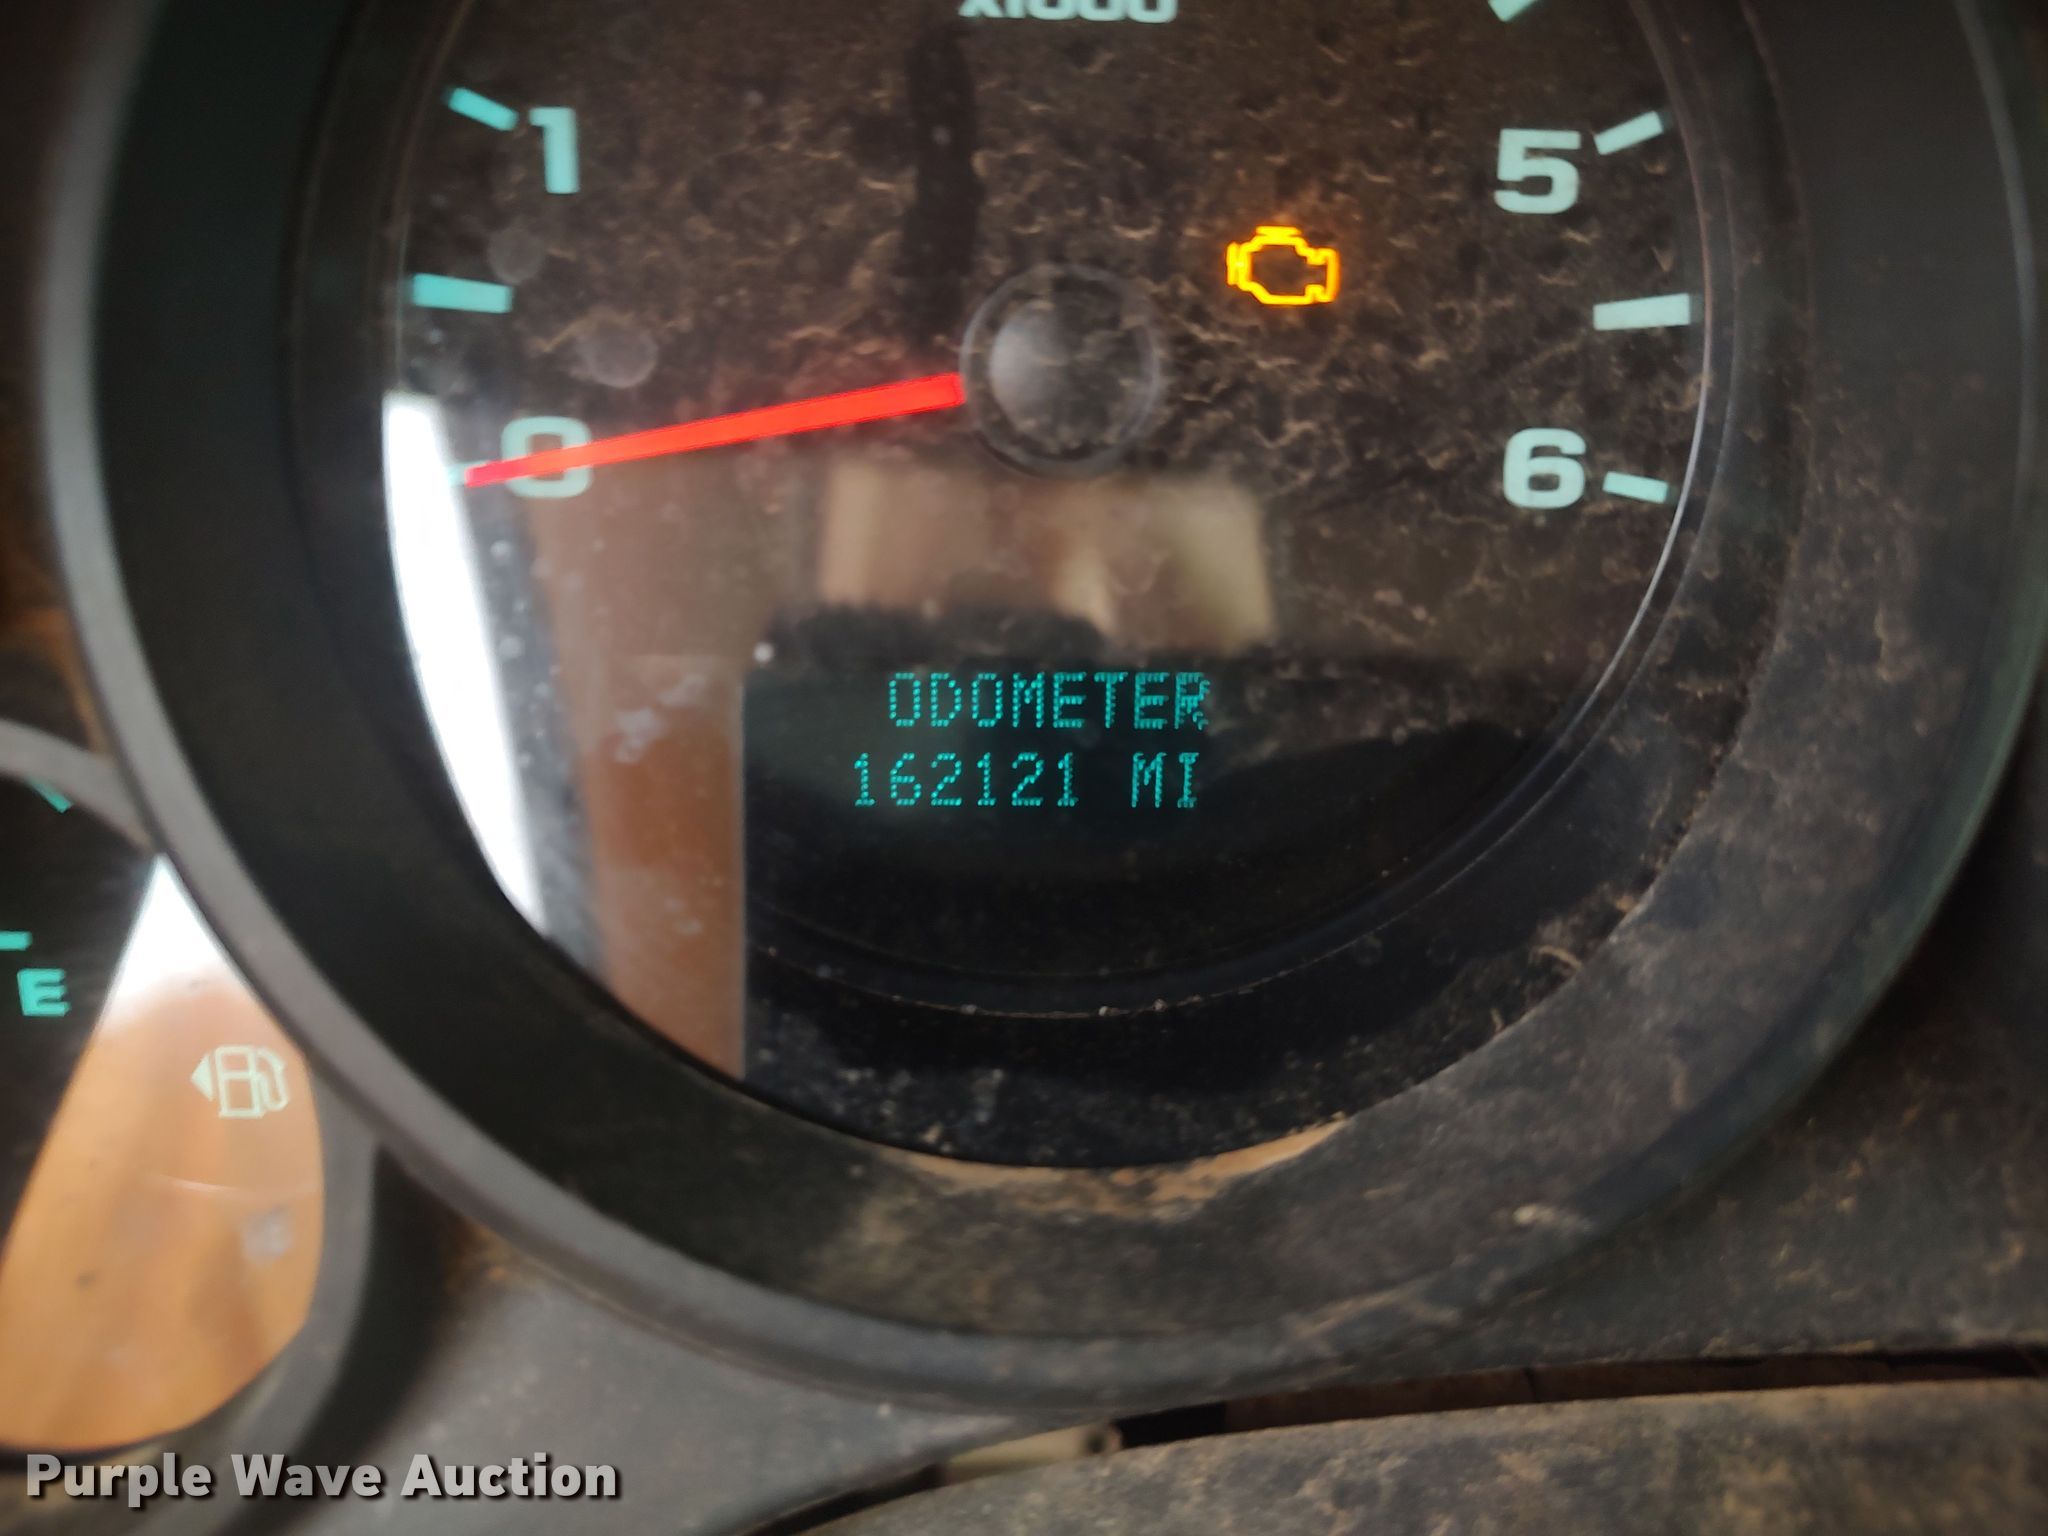 x1000
1
5
0
6
ODOMETER
162121 MI
E
Purple Wave Auction